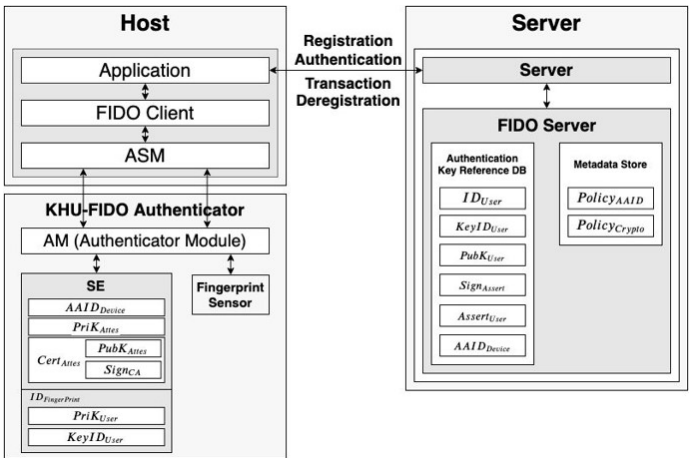 Host
Application
FIDO Client
ASM
Registration
Authentication
Transaction
Deregistration
KHU-FIDO Authenticator
AM (Authenticator Module)
SE
AAID_Device
PriK_Attes
Cert_Attes
PubK_Attes
Sign_CA
ID_FingerPrint
PriK_User
KeyID_User
Fingerprint
Sensor
Server
Server
FIDO Server
Authentication
Key Reference DB
ID_User
KeyID_User
PubK_User
Sign_Assert
Assert_User
AAID_Device
Metadata Store
Policy_AAID
Policy_Crypto